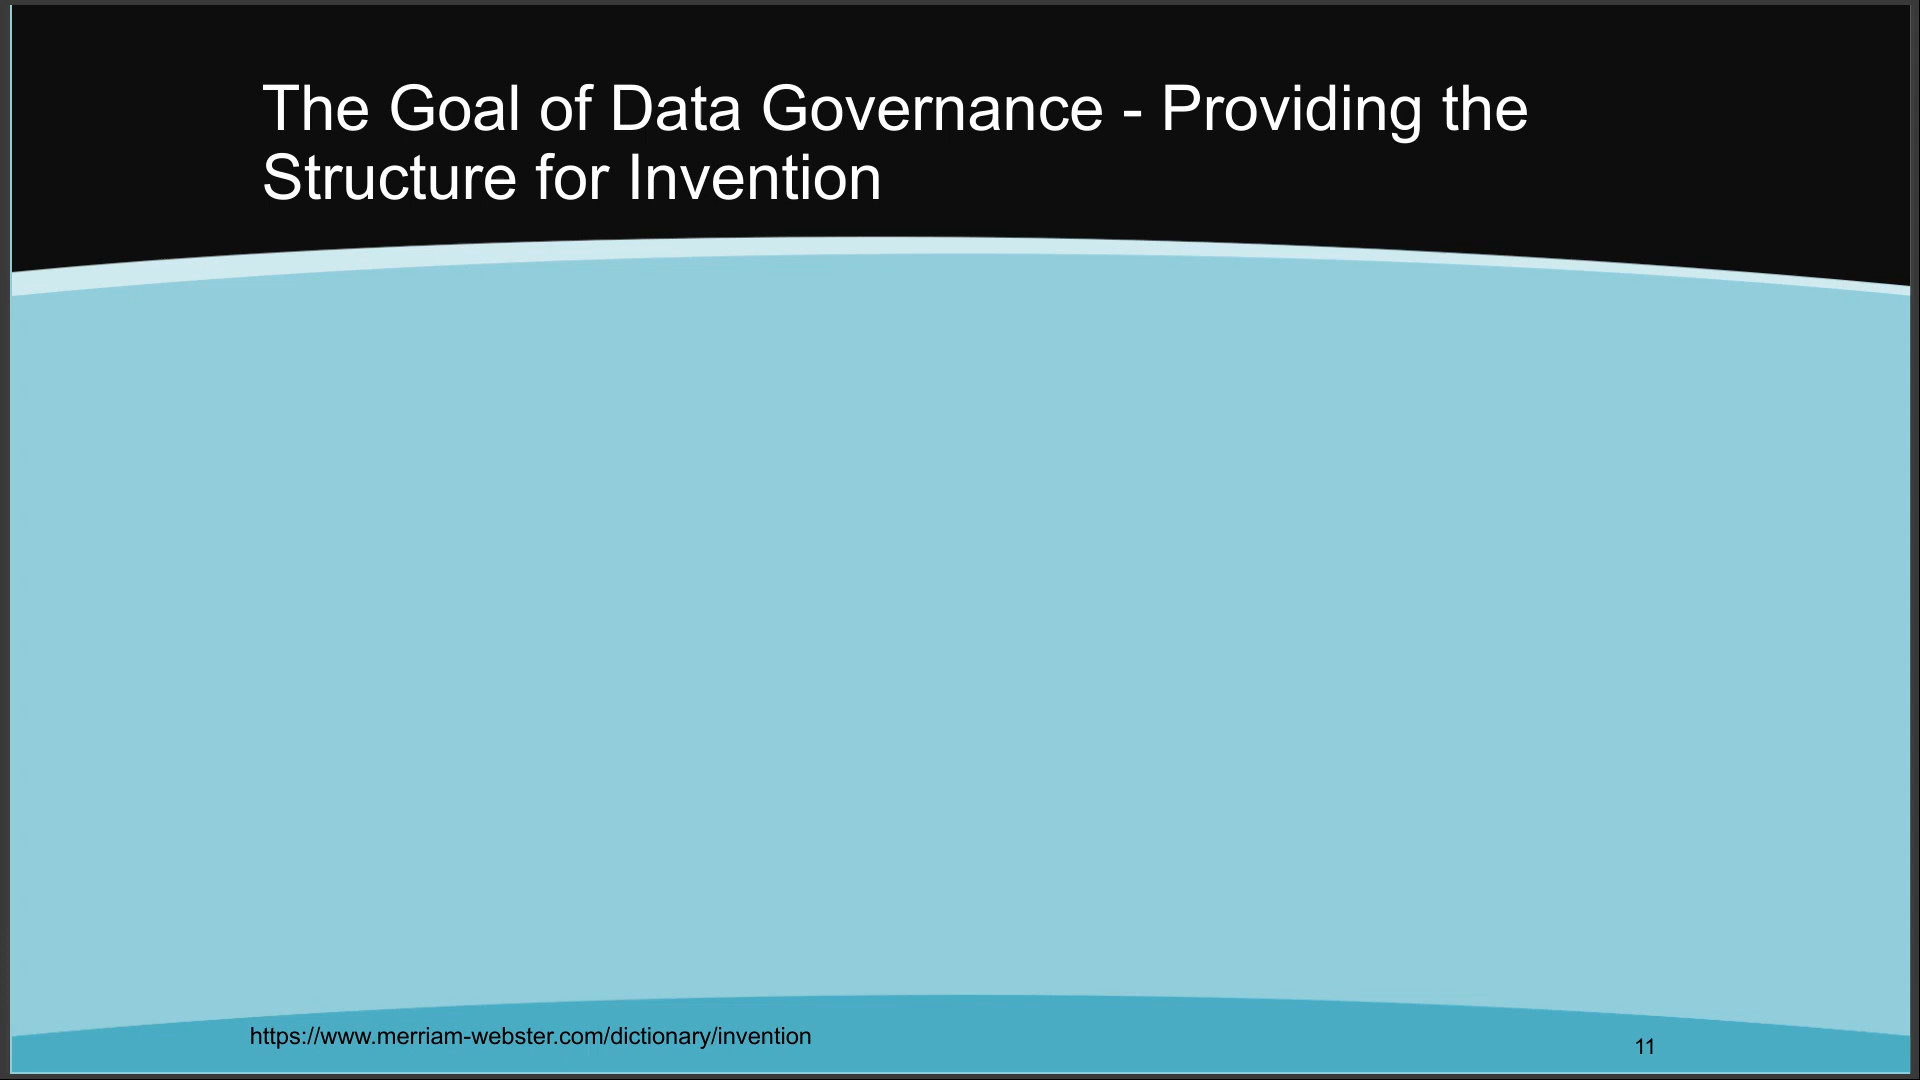 The Goal of Data Governance - Providing the
Structure for Invention
https://www.merriam-webster.com/dictionary/invention
11